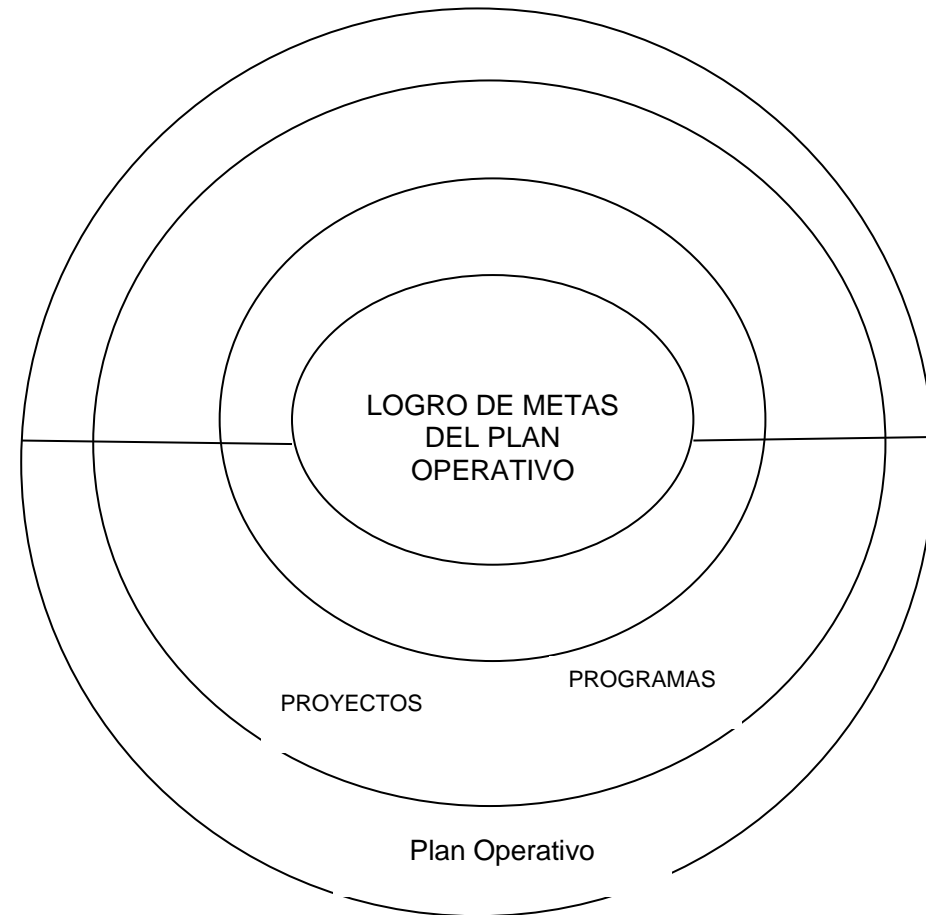 LOGRO DE METAS
DEL PLAN
OPERATIVO
PROGRAMAS
PROYECTOS
Plan Operativo